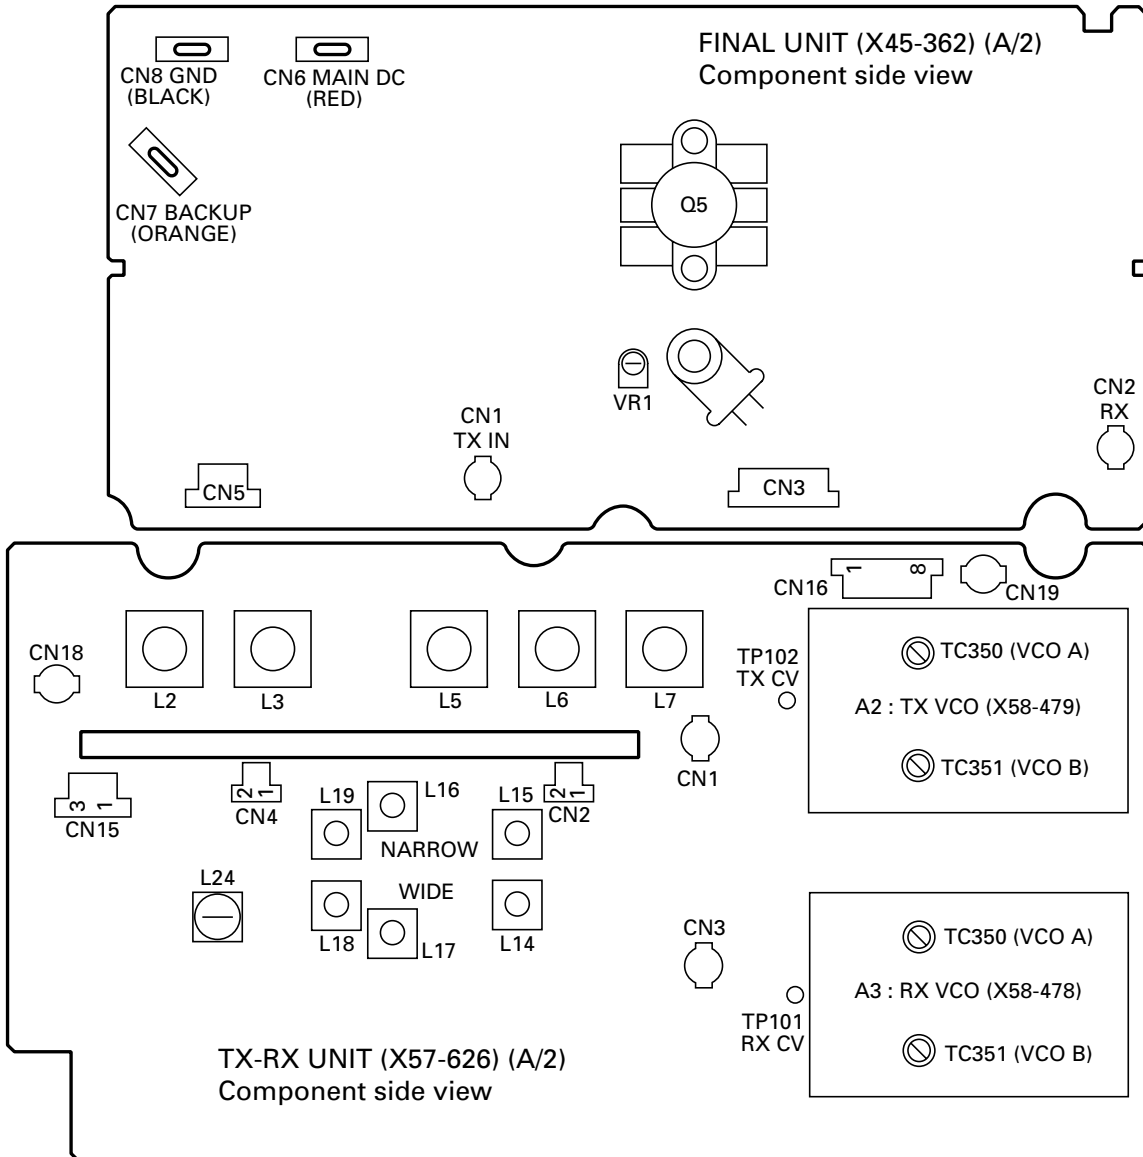 FINAL UNIT (X45-362) (A/2)
Component side view
CN8 GND
(BLACK)
CN6 MAIN DC
(RED)
CN7 BACKUP
(ORANGE)
Q5
VR1
CN1
TX IN
CN2
RX
CN5
CN3
CN16
1 8
CN19
CN18
L2
L3
L5
L6
L7
TP102
TX CV
TC350 (VCO A)
A2 : TX VCO (X58-479)
TC351 (VCO B)
CN1
3 1
CN15
2 1
CN4
L19
L16
L15
2 1
CN2
NARROW
L24
WIDE
L18
L17
L14
CN3
TP101
RX CV
TC350 (VCO A)
A3 : RX VCO (X58-478)
TC351 (VCO B)
TX-RX UNIT (X57-626) (A/2)
Component side view